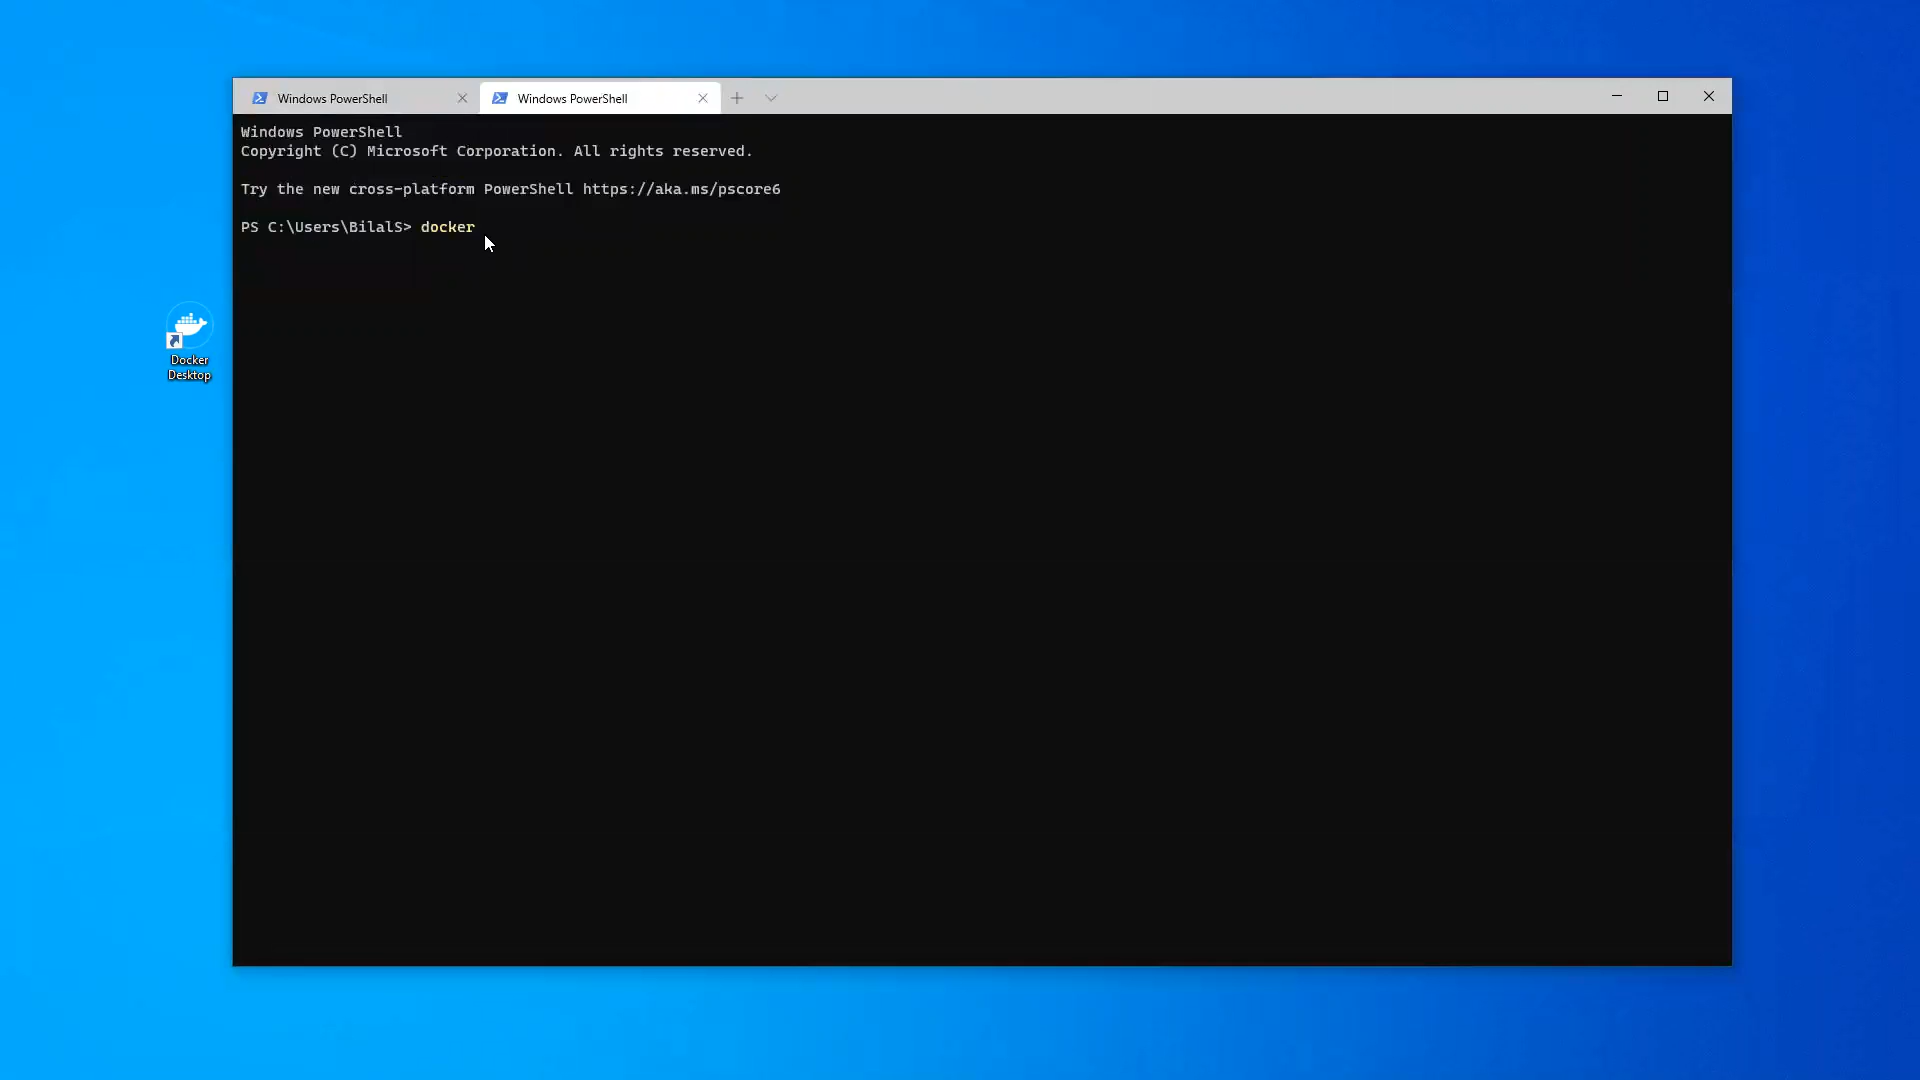 Windows PowerShell
Windows PowerShell
Windows PowerShell
Copyright (C) Microsoft Corporation. All rights reserved.
Try the new cross-platform PowerShell https://aka.ms/pscore6
PS C:\Users\BilalS> docker
Docker
Desktop